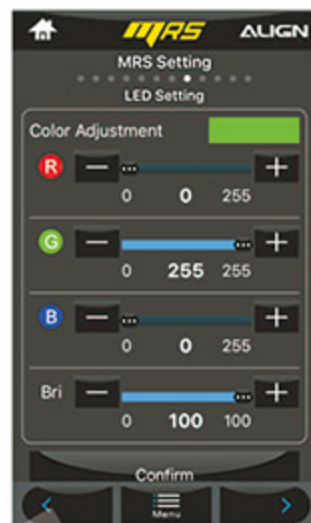 MRS ALIGN
MRS Setting
LED Setting
Color Adjustment
R − +
0 0 255
G − +
0 255 255
B − +
0 0 255
Bri − +
0 100 100
Confirm
< Menu >